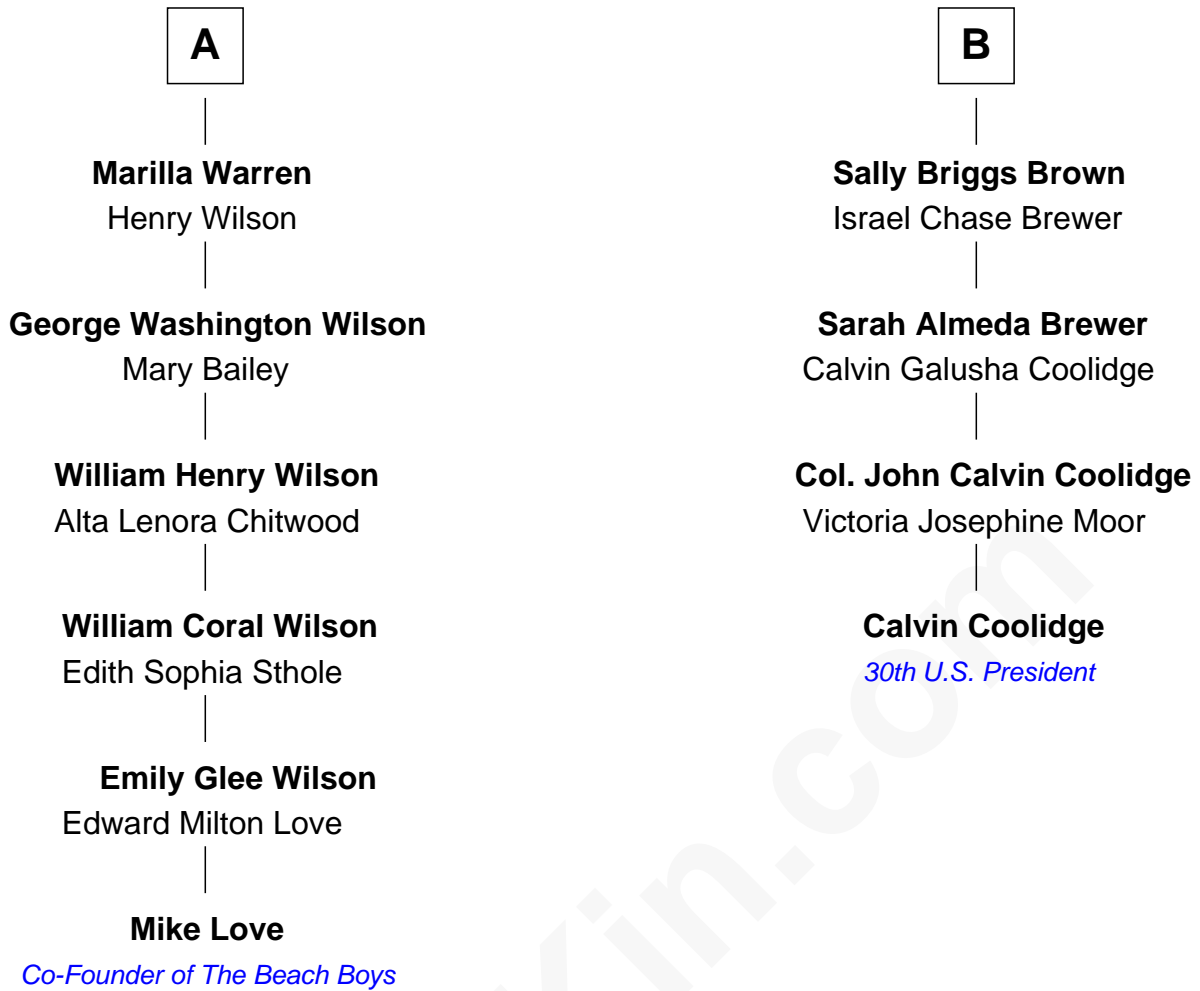 A
Marilla Warren
Henry Wilson
George Washington Wilson
Mary Bailey
William Henry Wilson
Alta Lenora Chitwood
William Coral Wilson
Edith Sophia Sthole
Emily Glee Wilson
Edward Milton Love
Mike Love
Co-Founder of The Beach Boys
B
Sally Briggs Brown
Israel Chase Brewer
Sarah Almeda Brewer
Calvin Galusha Coolidge
Col. John Calvin Coolidge
Victoria Josephine Moor
Calvin Coolidge
30th U.S. President
Kin.com